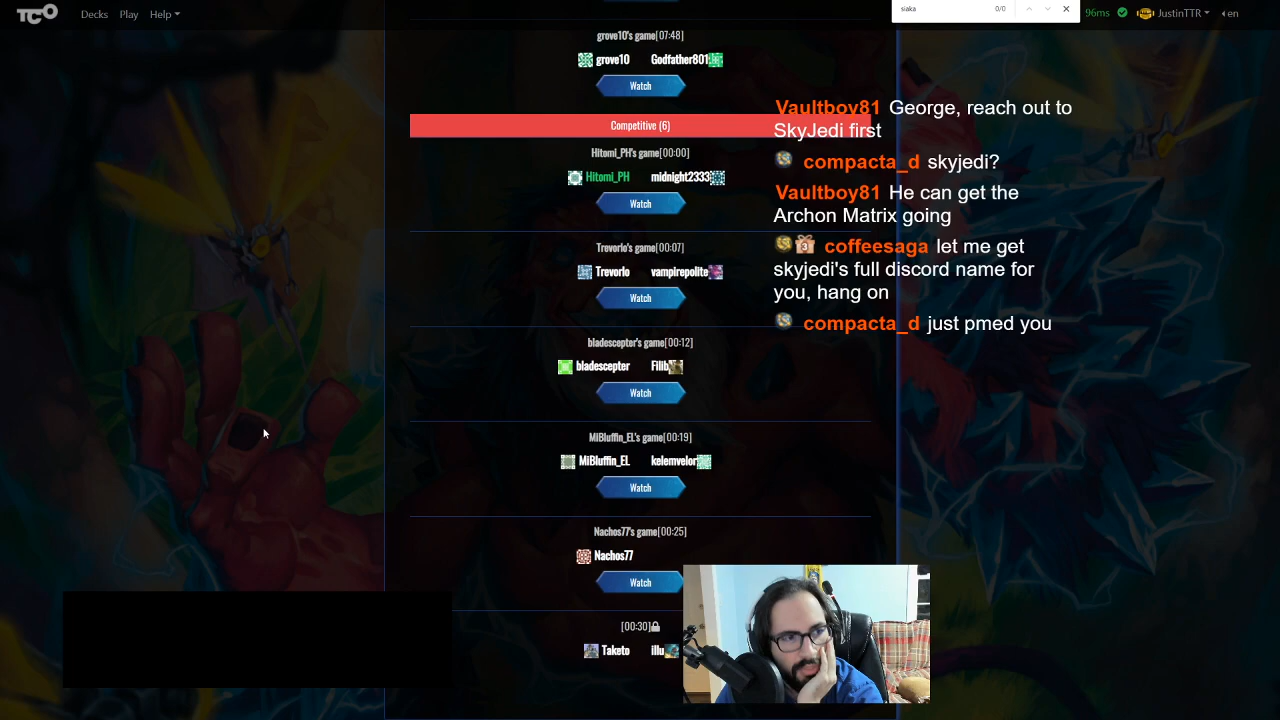 TCO Decks Play Help siaka 0/0 96ms JustinTTR en
grove10's game[07:48]
grove10 Godfather801
Watch
Competitive (6)
Hitomi_PH's game[00:00]
Hitomi_PH midnight2333
Watch
Trevorlo's game[00:07]
Trevorlo vampirepolite
Watch
bladescepter's game[00:12]
bladescepter Filib
Watch
MiBluffin_EL's game[00:19]
MiBluffin_EL kelemvelor
Watch
Nachos77's game[00:25]
Nachos77
Watch
[00:30]
Taketo illu
Vaultboy81 George, reach out to
SkyJedi first
compacta_d skyjedi?
Vaultboy81 He can get the
Archon Matrix going
3 coffeesaga let me get
skyjedi's full discord name for
you, hang on
compacta_d just pmed you